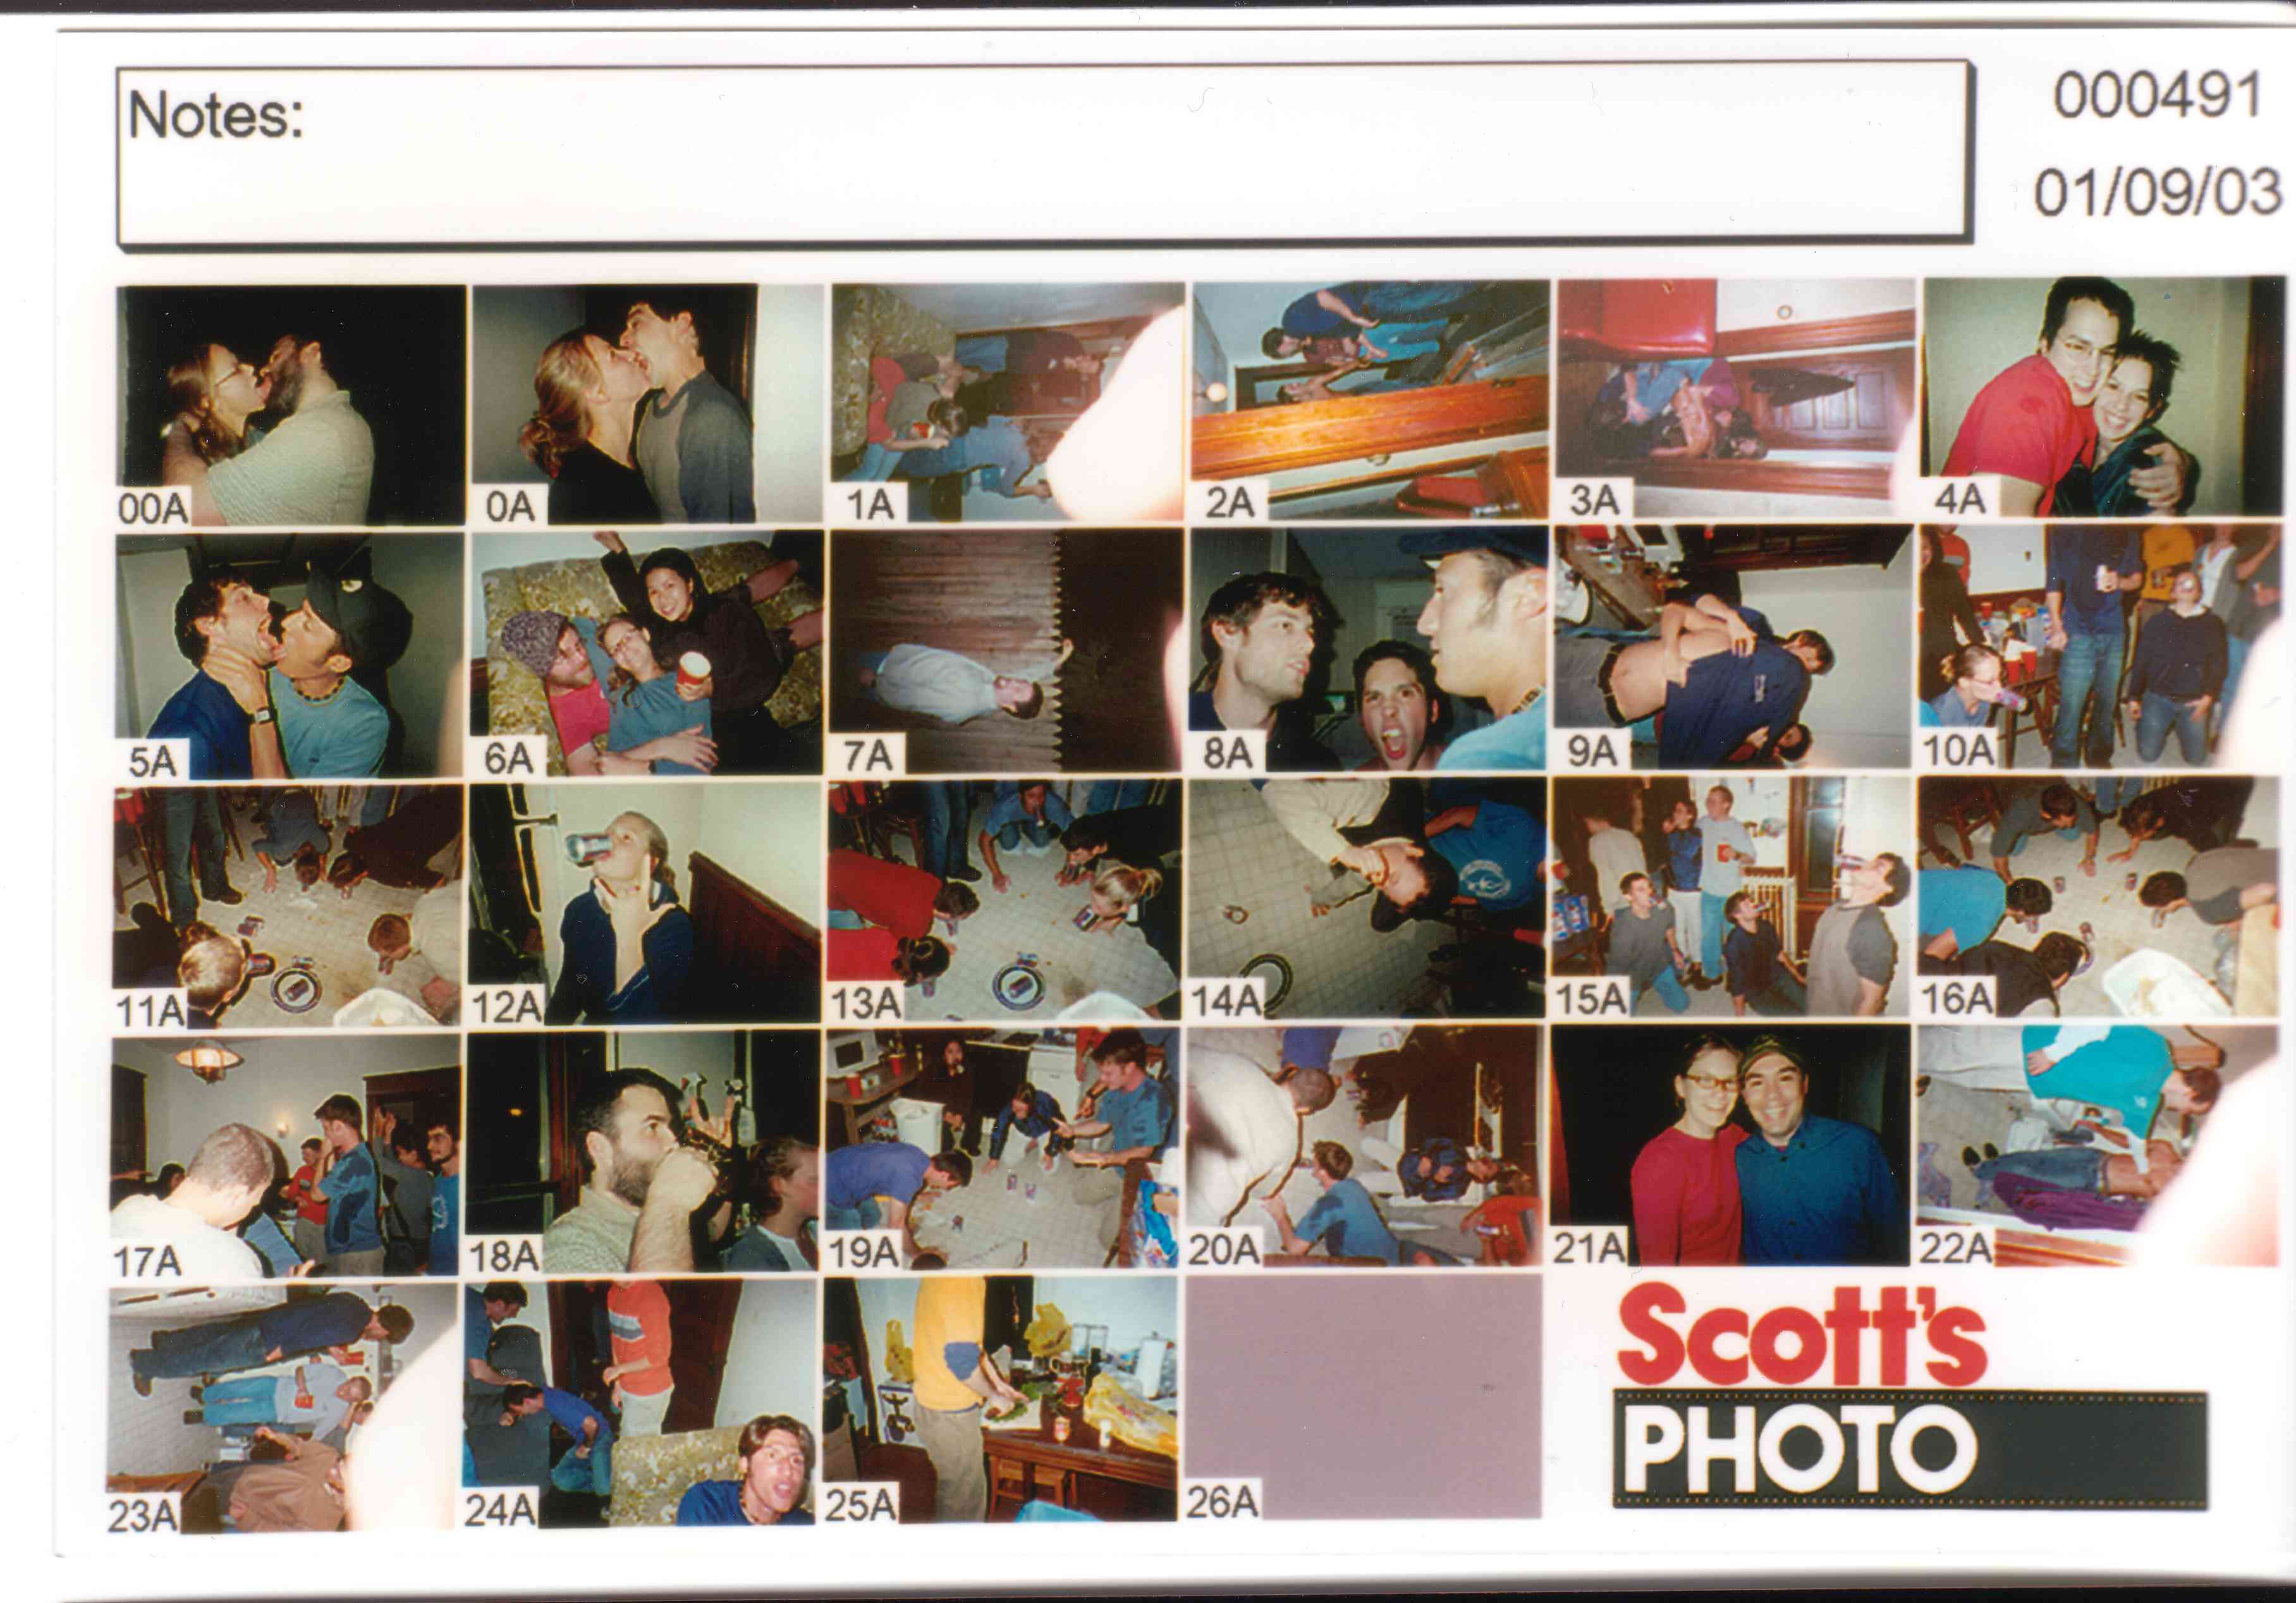 Notes:
000491
01/09/03
00A
0A
1A
2A
3A
4A
5A
6A
7A
8A
9A
10A
11A
12A
13A
14A
15A
16A
17A
18A
19A
20A
21A
22A
23A
24A
25A
26A
Scott's
PHOTO